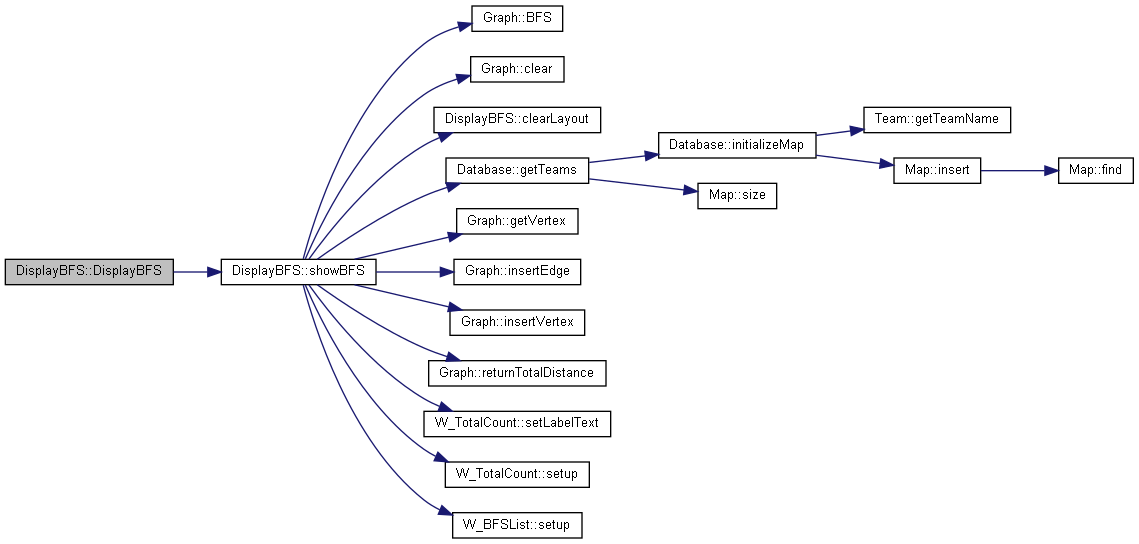 Graph::BFS
Graph::clear
DisplayBFS::clearLayout
Team::getTeamName
Database::initializeMap
Database::getTeams
Map::insert
Map::find
Map::size
Graph::getVertex
DisplayBFS::DisplayBFS
DisplayBFS::showBFS
Graph::insertEdge
Graph::insertVertex
Graph::returnTotalDistance
W_TotalCount::setLabelText
W_TotalCount::setup
W_BFSList::setup